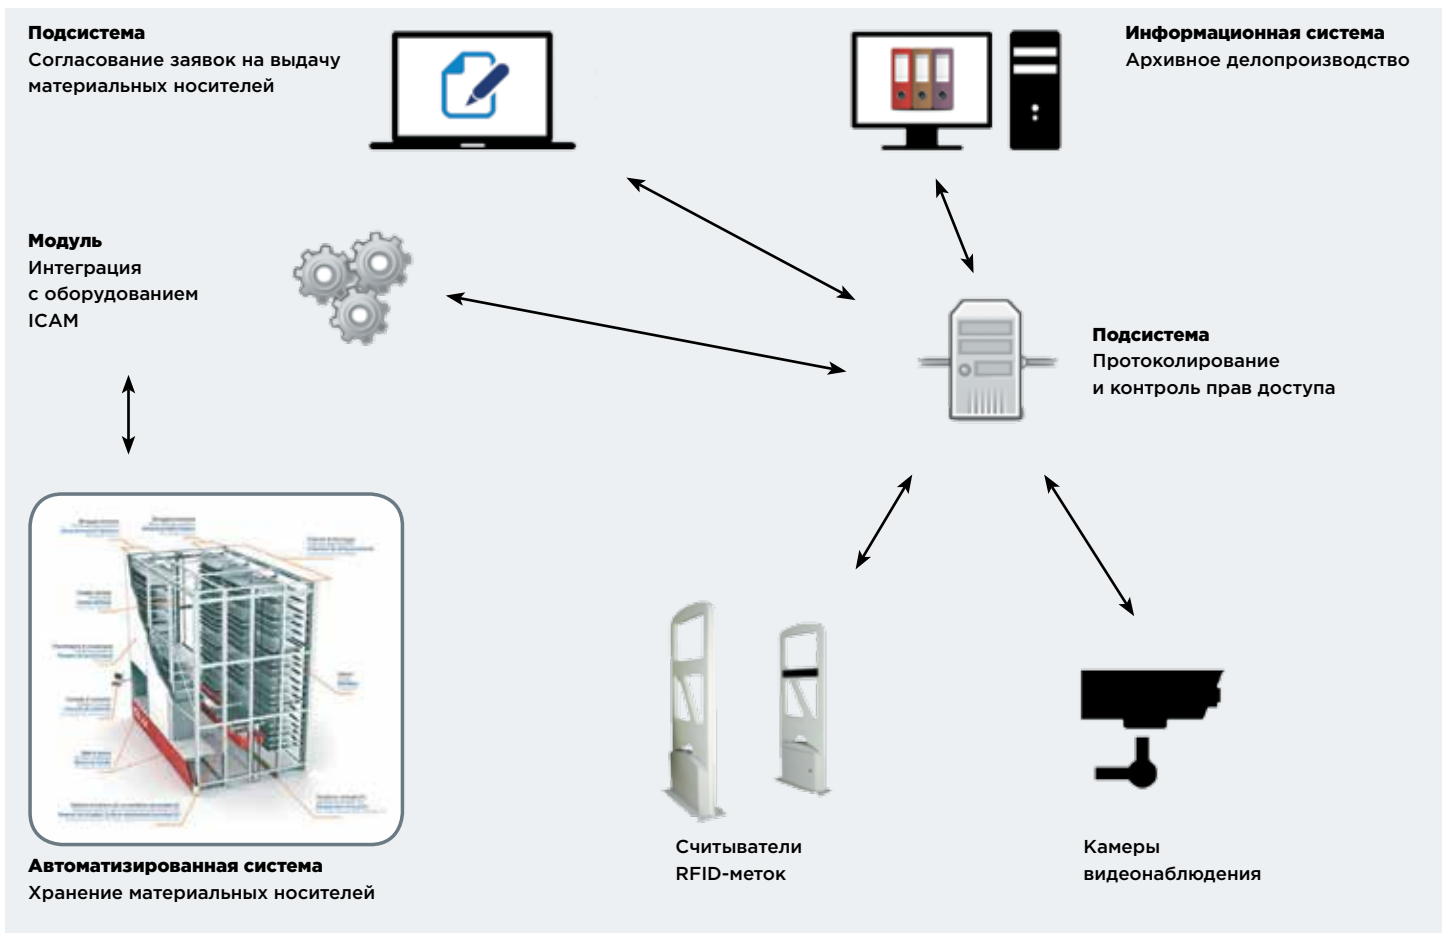 Подсистема
Согласование заявок на выдачу
материальных носителей
Информационная система
Архивное делопроизводство
Модуль
Интеграция
с оборудованием
ICAM
Подсистема
Протоколирование
и контроль прав доступа
Автоматизированная система
Хранение материальных носителей
Считыватели
RFID-меток
Камеры
видеонаблюдения